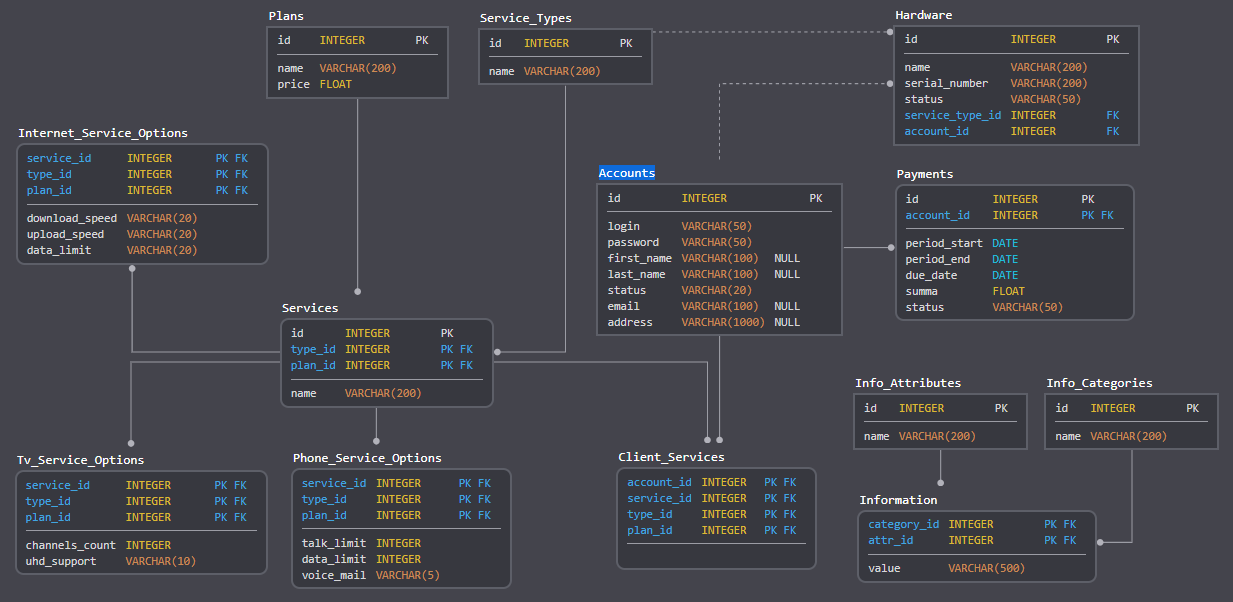 Plans
id INTEGER PK
name VARCHAR(200)
price FLOAT
Service_Types
id INTEGER PK
name VARCHAR(200)
Hardware
id INTEGER PK
name VARCHAR(200)
serial_number VARCHAR(200)
status VARCHAR(50)
service_type_id INTEGER FK
account_id INTEGER FK
Internet_Service_Options
service_id INTEGER PK FK
type_id INTEGER PK FK
plan_id INTEGER PK FK
download_speed VARCHAR(20)
upload_speed VARCHAR(20)
data_limit VARCHAR(20)
Accounts
id INTEGER PK
login VARCHAR(50)
password VARCHAR(50)
first_name VARCHAR(100) NULL
last_name VARCHAR(100) NULL
status VARCHAR(20)
email VARCHAR(100) NULL
address VARCHAR(1000) NULL
Payments
id INTEGER PK
account_id INTEGER PK FK
period_start DATE
period_end DATE
due_date DATE
summa FLOAT
status VARCHAR(50)
Services
id INTEGER PK
type_id INTEGER PK FK
plan_id INTEGER PK FK
name VARCHAR(200)
Info_Attributes
id INTEGER PK
name VARCHAR(200)
Info_Categories
id INTEGER PK
name VARCHAR(200)
Tv_Service_Options
service_id INTEGER PK FK
type_id INTEGER PK FK
plan_id INTEGER PK FK
channels_count INTEGER
uhd_support VARCHAR(10)
Phone_Service_Options
service_id INTEGER PK FK
type_id INTEGER PK FK
plan_id INTEGER PK FK
talk_limit INTEGER
data_limit INTEGER
voice_mail VARCHAR(5)
Client_Services
account_id INTEGER PK FK
service_id INTEGER PK FK
type_id INTEGER PK FK
plan_id INTEGER PK FK
Information
category_id INTEGER PK FK
attr_id INTEGER PK FK
value VARCHAR(500)